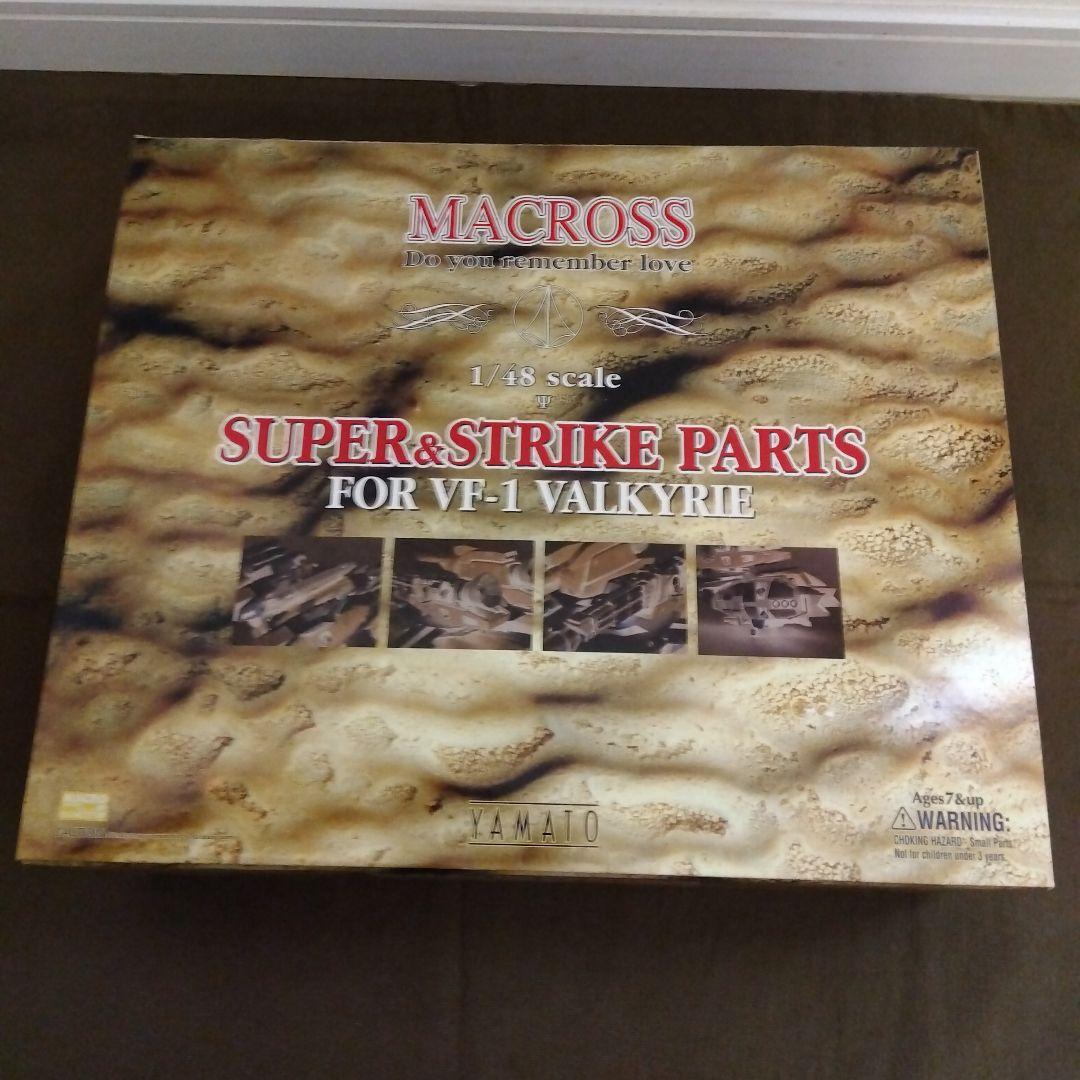 MACROSS
Do you remember love
1/48 scale
Ψ
SUPER&STRIKE PARTS
FOR VF-1 VALKYRIE
YAMATO
Ages7&up
WARNING:
CHOKING HAZARD- Small Parts.
Not for children under 3 years.